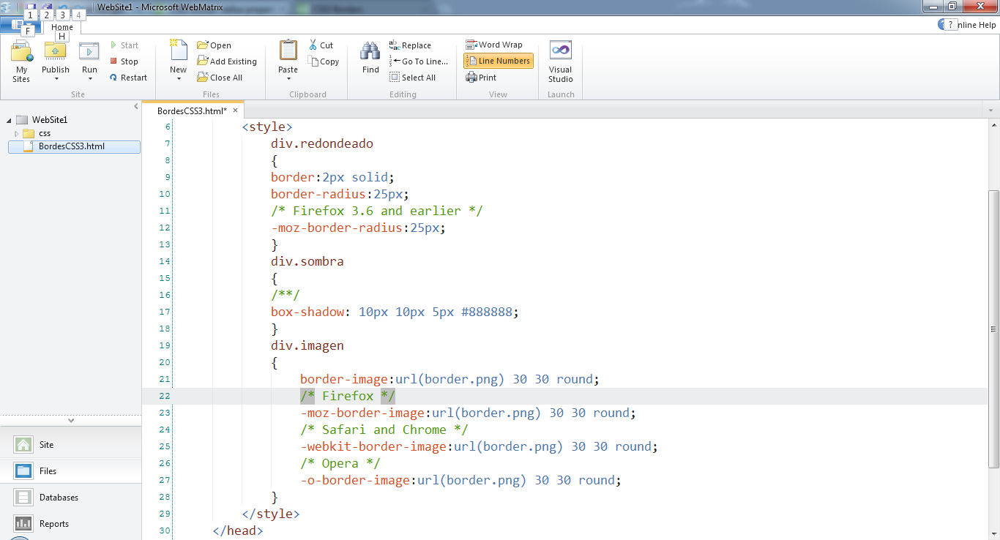 WebSite1 - Microsoft WebMatrix
1 2 3 4
F
Home
H
?
nline Help
My Sites
Publish
Run
Start
Stop
Restart
Site
New
Open
Add Existing
Close All
Files
Paste
Cut
Copy
Clipboard
Find
Replace
Go To Line...
Select All
Editing
Word Wrap
Line Numbers
Print
View
Visual Studio
Launch
WebSite1
css
BordesCSS3.html
Site
Files
Databases
Reports
BordesCSS3.html*
6 <style>
7 div.redondeado
8 {
9 border:2px solid;
10 border-radius:25px;
11 /* Firefox 3.6 and earlier */
12 -moz-border-radius:25px;
13 }
14 div.sombra
15 {
16 /**/
17 box-shadow: 10px 10px 5px #888888;
18 }
19 div.imagen
20 {
21 border-image:url(border.png) 30 30 round;
22 /* Firefox */
23 -moz-border-image:url(border.png) 30 30 round;
24 /* Safari and Chrome */
25 -webkit-border-image:url(border.png) 30 30 round;
26 /* Opera */
27 -o-border-image:url(border.png) 30 30 round;
28 }
29 </style>
30 </head>